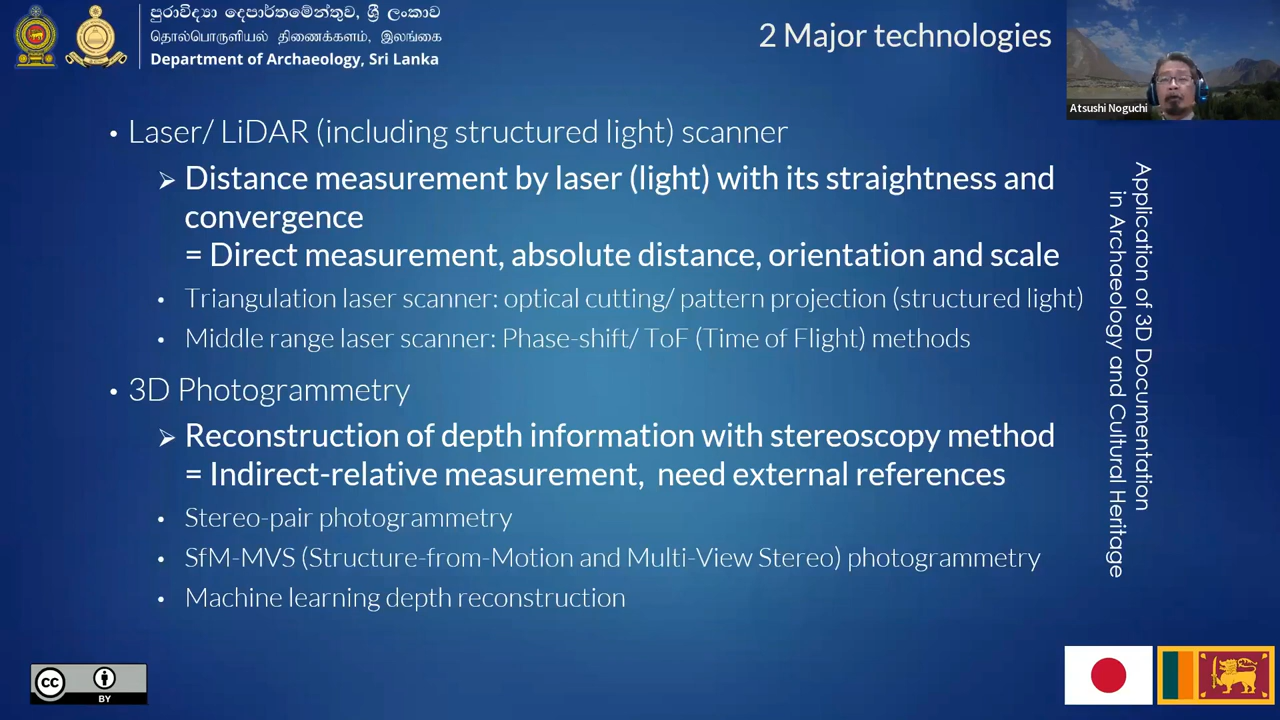 පුරාවිද්‍යා දෙපාර්තමේන්තුව, ශ්‍රී ලංකාව
தொல்பொருளியல் திணைக்களம், இலங்கை
Department of Archaeology, Sri Lanka
2 Major technologies
Atsushi Noguchi
• Laser/ LiDAR (including structured light) scanner
➢ Distance measurement by laser (light) with its straightness and
convergence
= Direct measurement, absolute distance, orientation and scale
• Triangulation laser scanner: optical cutting/ pattern projection (structured light)
• Middle range laser scanner: Phase-shift/ ToF (Time of Flight) methods
• 3D Photogrammetry
➢ Reconstruction of depth information with stereoscopy method
= Indirect-relative measurement, need external references
• Stereo-pair photogrammetry
• SfM-MVS (Structure-from-Motion and Multi-View Stereo) photogrammetry
• Machine learning depth reconstruction
Application of 3D Documentation
in Archaeology and Cultural Heritage
cc
BY